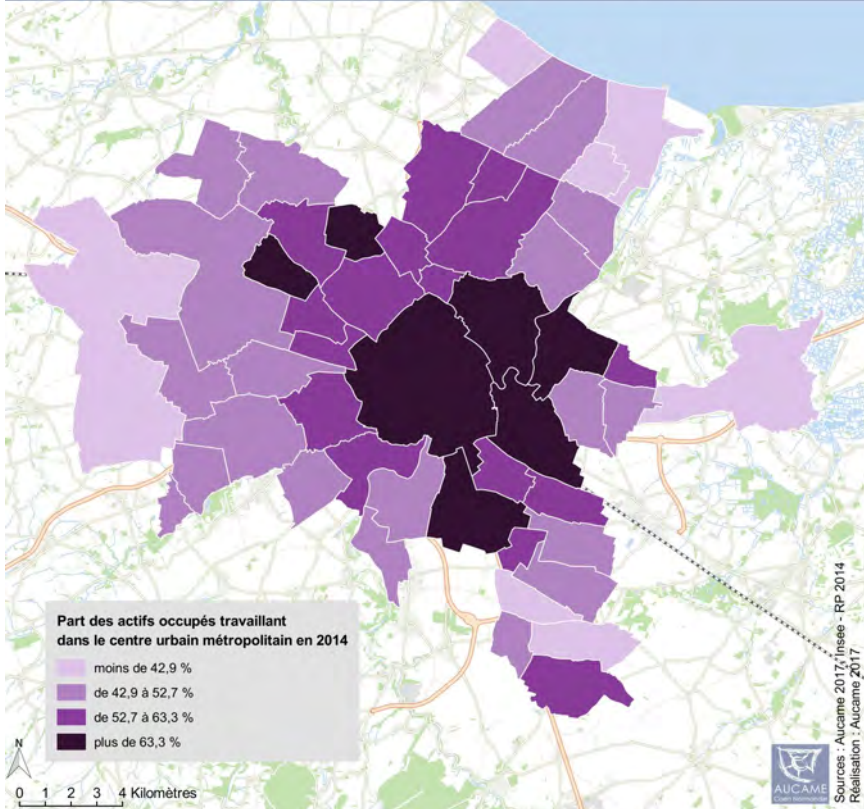 Part des actifs occupés travaillant
dans le centre urbain métropolitain en 2014
moins de 42,9 %
de 42,9 à 52,7 %
de 52,7 à 63,3 %
plus de 63,3 %
N
0 1 2 3 4 Kilomètres
Sources : Aucame 2017, Insee - RP 2014
Réalisation : Aucame 2017
AUCAME
Caen Normandie